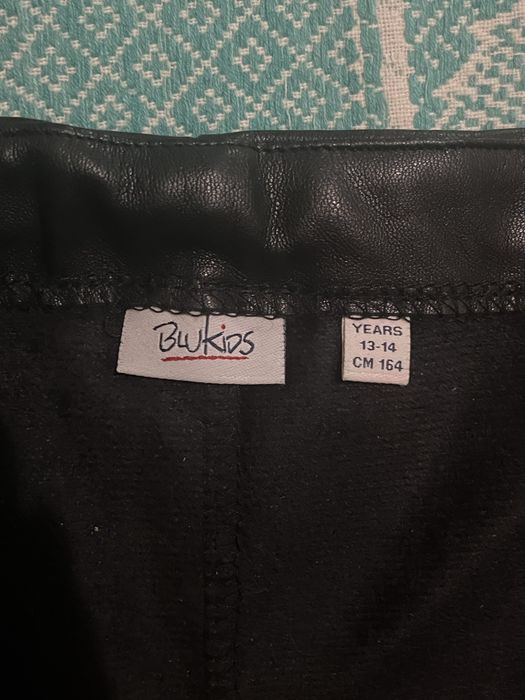 BLUKiDS
YEARS
13-14
CM 164